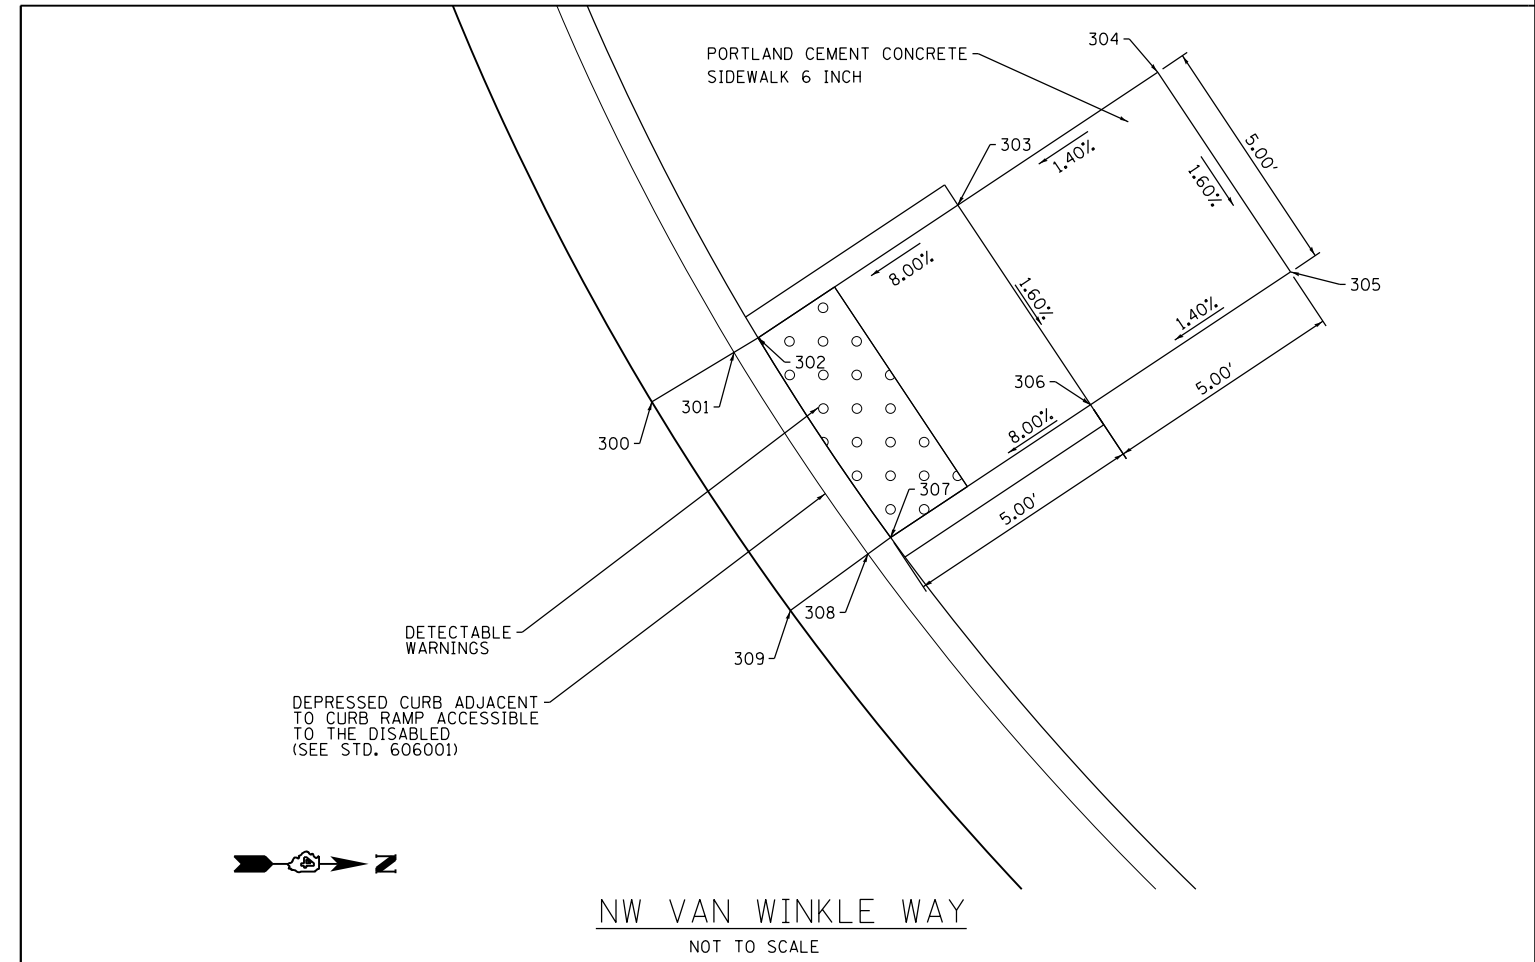 304
PORTLAND CEMENT CONCRETE
SIDEWALK 6 INCH
303
1.40%
5.00'
1.60%
8.00%
1.60%
305
1.40%
302
306
5.00'
301
8.00%
300
307
5.00'
308
DETECTABLE
WARNINGS
309
DEPRESSED CURB ADJACENT
TO CURB RAMP ACCESSIBLE
TO THE DISABLED
(SEE STD. 606001)
N
NW VAN WINKLE WAY
NOT TO SCALE